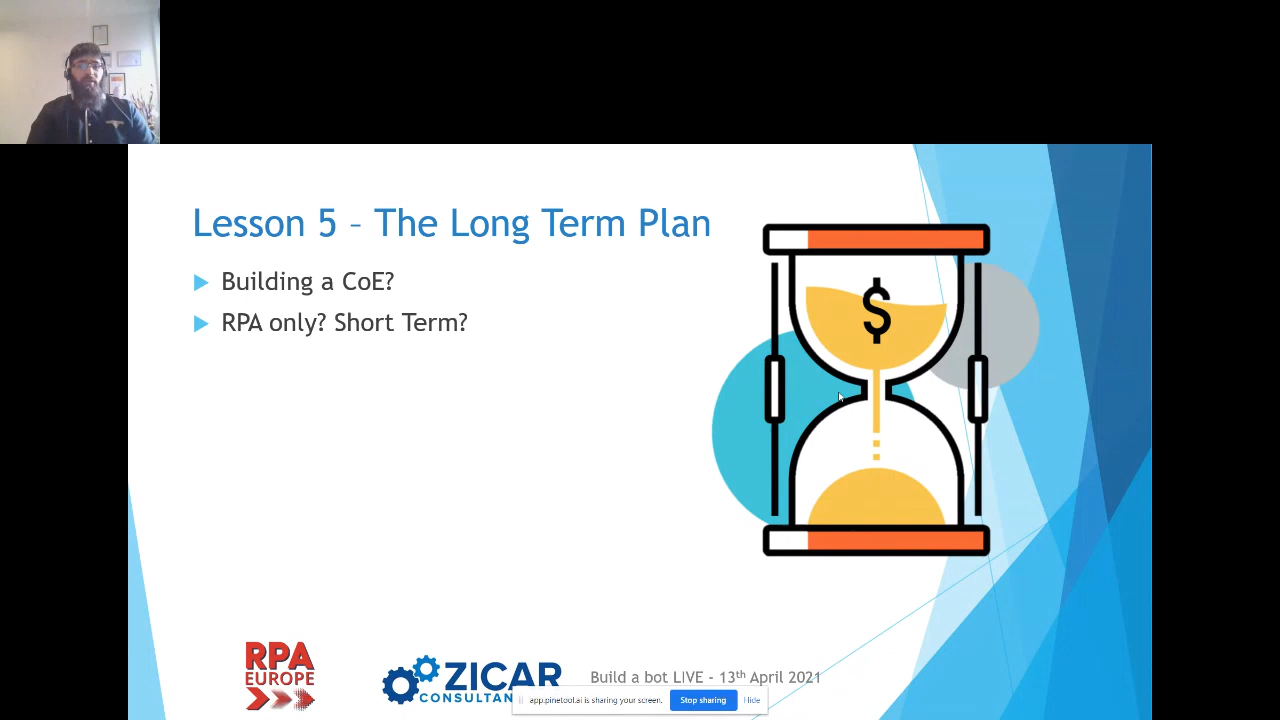 Lesson 5 – The Long Term Plan
Building a CoE?
RPA only? Short Term?
$
RPA
EUROPE
ZICAR
CONSULTAN
Build a bot LIVE - 13th April 2021
app.pinetool.ai is sharing your screen.
Stop sharing
Hide